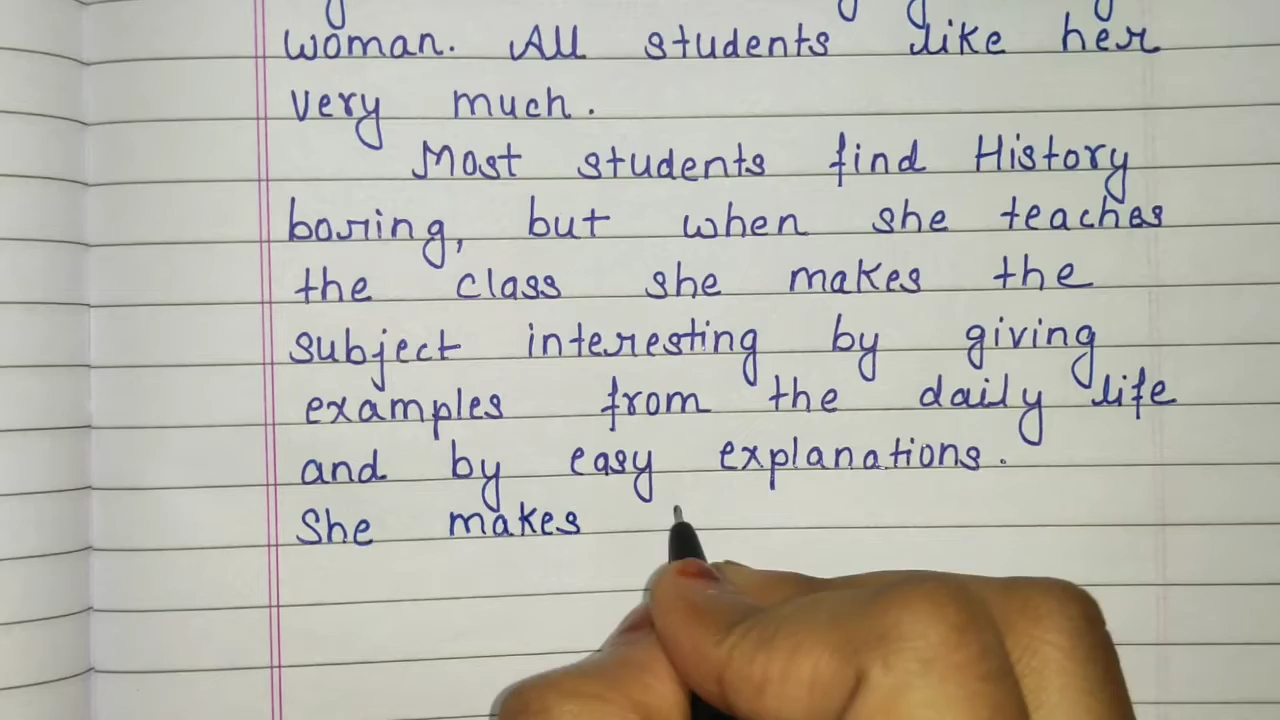 woman. All students like her
very much.
Most students find History
boring, but when she teaches
the class she makes the
subject interesting by giving
examples from the daily life
and by easy explanations.
She makes